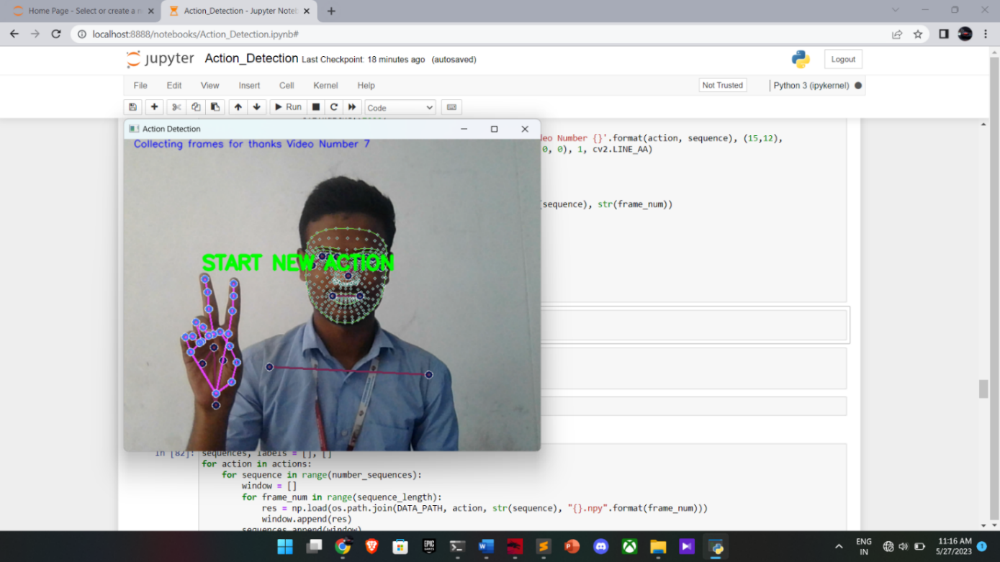 Home Page - Select or create a n
Action_Detection - Jupyter Noteb
localhost:8888/notebooks/Action_Detection.ipynb#
jupyter Action_Detection Last Checkpoint: 18 minutes ago (autosaved)
Logout
File Edit View Insert Cell Kernel Help
Not Trusted
Python 3 (ipykernel)
Run
Code
Action Detection
Collecting frames for thanks Video Number 7
eo Number {}'.format(action, sequence), (15,12),
0, 0), 1, cv2.LINE_AA)
sequence), str(frame_num))
START NEW ACTION
In [82]: sequences, labels = [], []
for action in actions:
for sequence in range(number_sequences):
window = []
for frame_num in range(sequence_length):
res = np.load(os.path.join(DATA_PATH, action, str(sequence), "{}.npy".format(frame_num)))
window.append(res)
sequences.append(window)
EPIC GAMES
ENG
IN
11:16 AM
5/27/2023
1